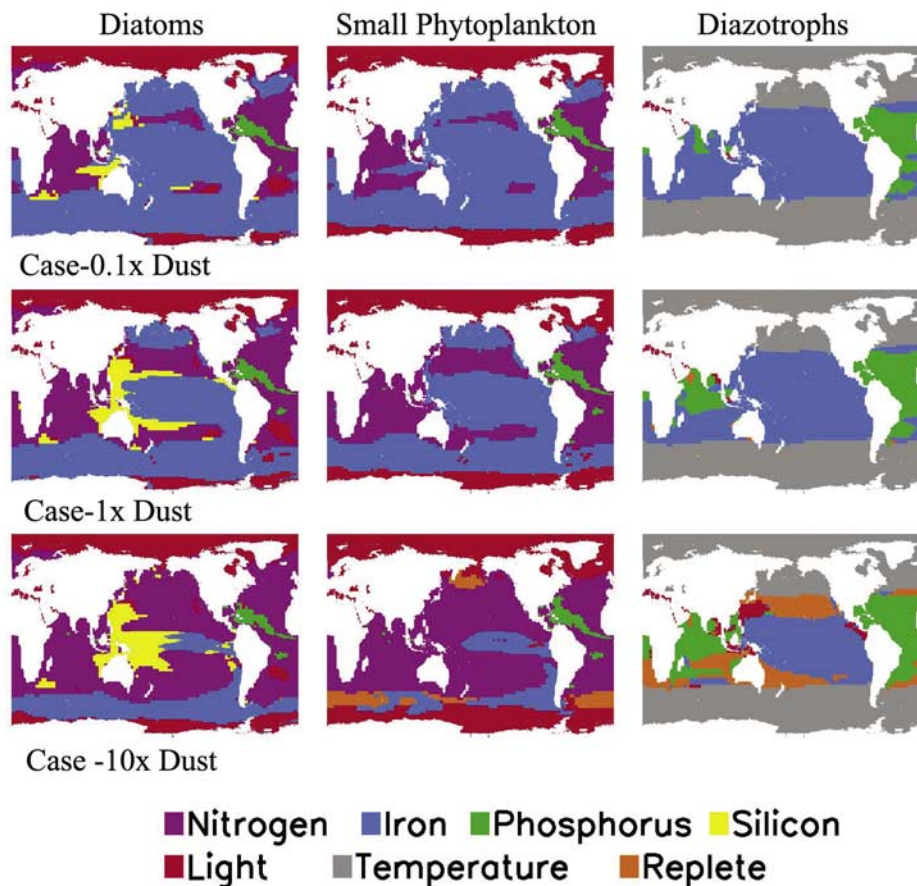 Diatoms Small Phytoplankton Diazotrophs
Case-0.1x Dust
Case-1x Dust
Case -10x Dust
Nitrogen Iron Phosphorus Silicon
Light Temperature Replete